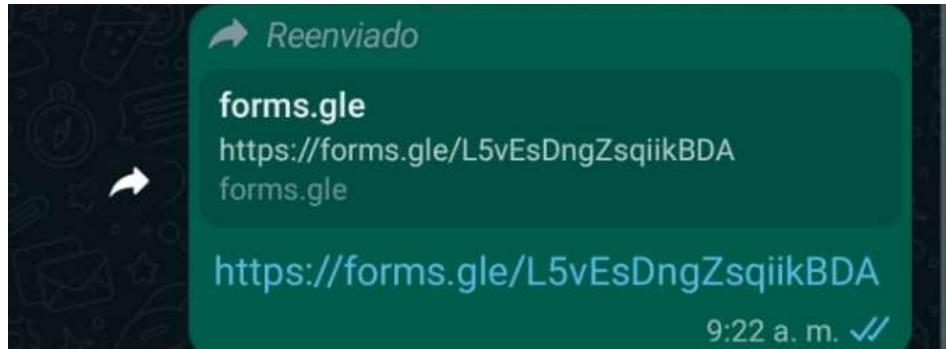 Reenviado
forms.gle
https://forms.gle/L5vEsDngZsqiikBDA
forms.gle
https://forms.gle/L5vEsDngZsqiikBDA
9:22 a. m.